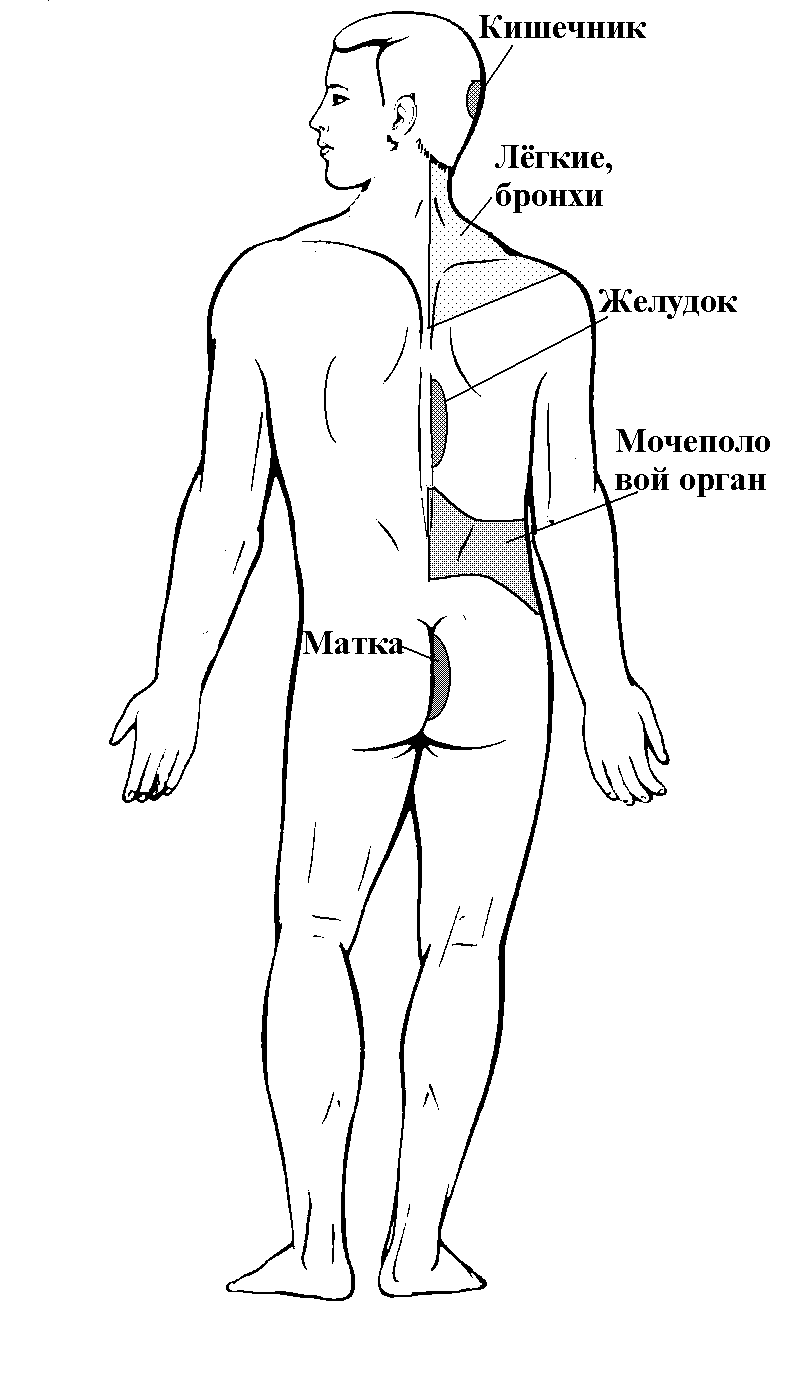 Кишечник
Лёгкие,
бронхи
Желудок
Мочеполо
вой орган
Матка